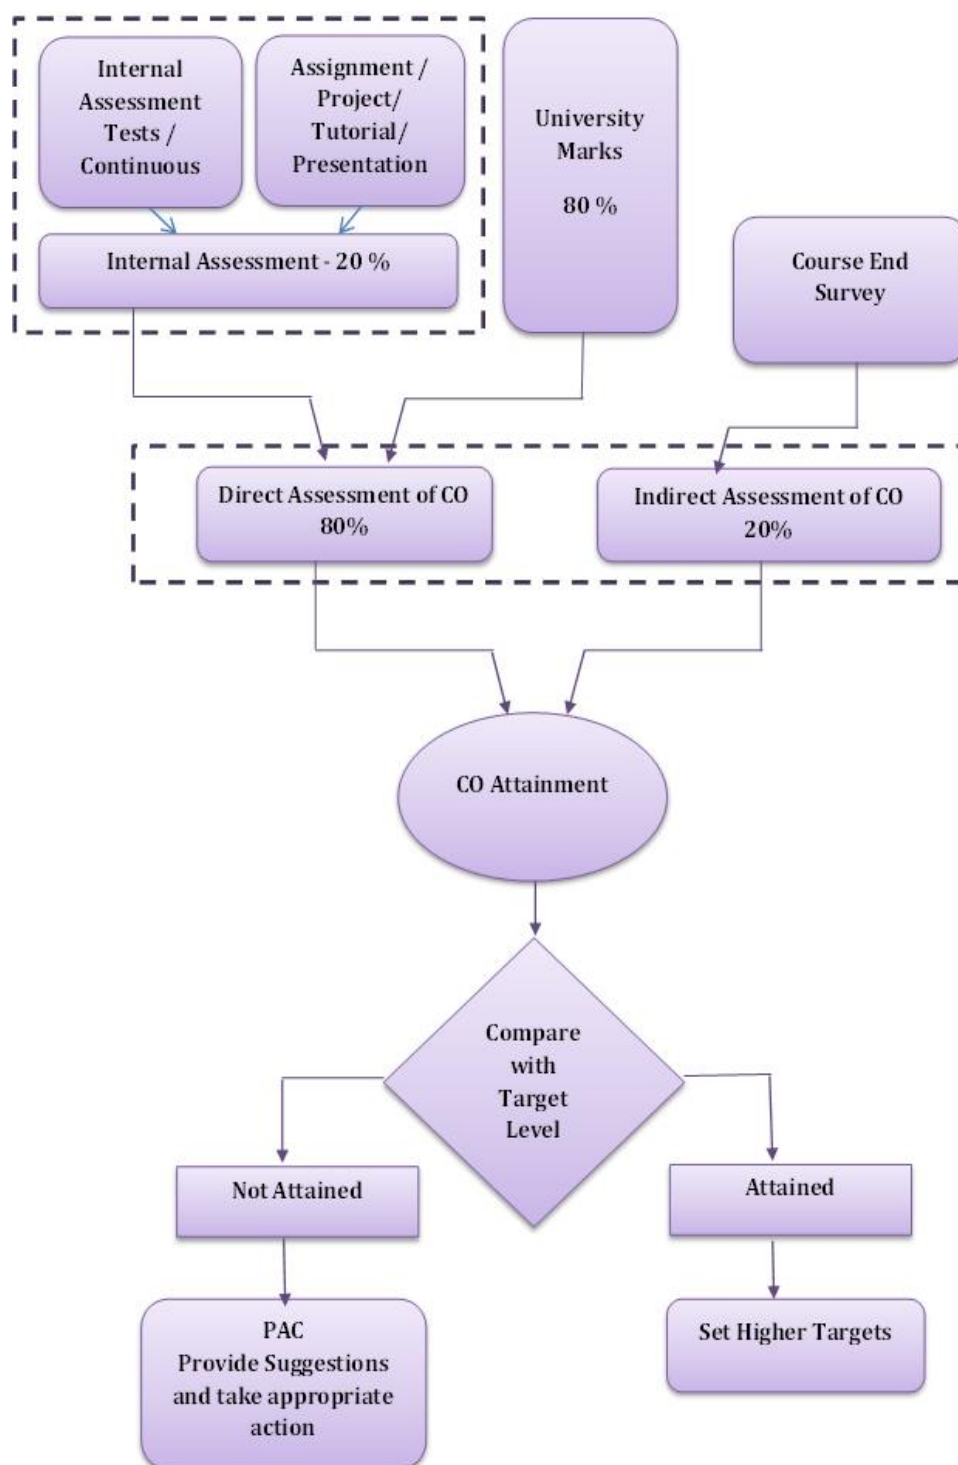 Internal
Assessment
Tests /
Continuous
Assignment /
Project/
Tutorial/
Presentation
University
Marks
80 %
Internal Assessment - 20 %
Course End
Survey
Direct Assessment of CO
80%
Indirect Assessment of CO
20%
CO Attainment
Compare
with
Target
Level
Not Attained
Attained
PAC
Provide Suggestions
and take appropriate
action
Set Higher Targets